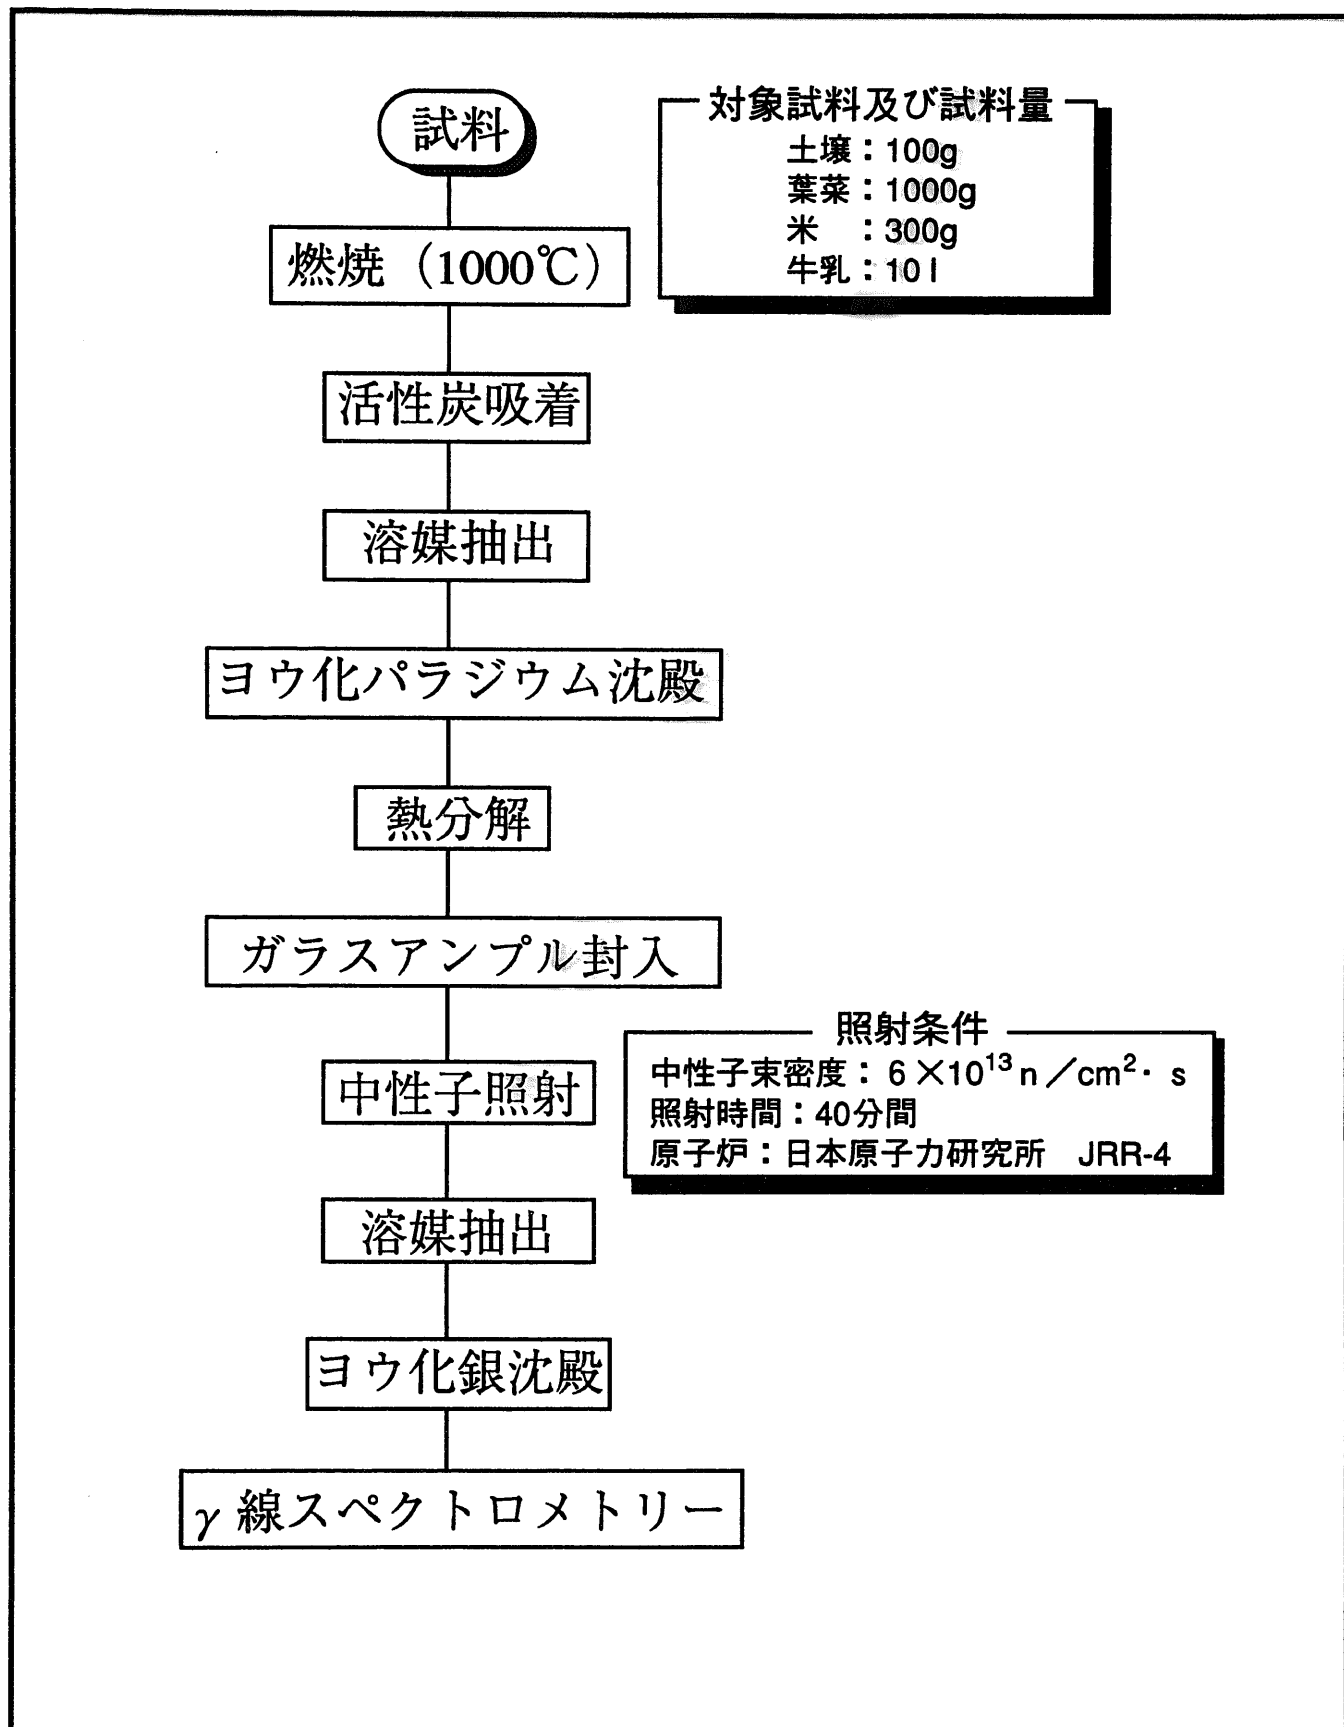 試料
対象試料及び試料量
土壌：100g
葉菜：1000g
米　：300g
牛乳：10 l
燃焼（1000℃）
活性炭吸着
溶媒抽出
ヨウ化パラジウム沈殿
熱分解
ガラスアンプル封入
中性子照射
照射条件
中性子束密度：6×10¹³ n／cm²・s
照射時間：40分間
原子炉：日本原子力研究所　JRR-4
溶媒抽出
ヨウ化銀沈殿
γ線スペクトロメトリー